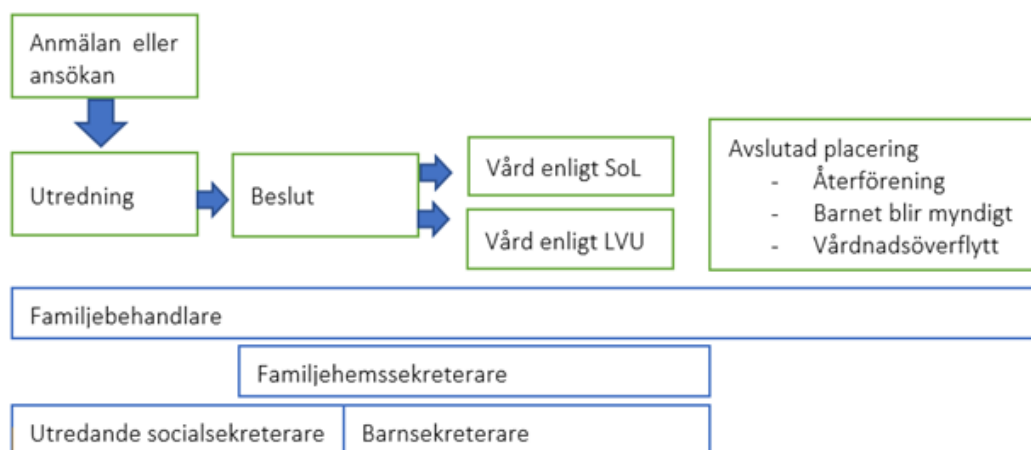 Anmälan eller
ansökan
Utredning
Beslut
Vård enligt SoL
Vård enligt LVU
Avslutad placering
- Återförening
- Barnet blir myndigt
- Vårdnadsöverflytt
Familjebehandlare
Familjehemssekreterare
Utredande socialsekreterare
Barnsekreterare